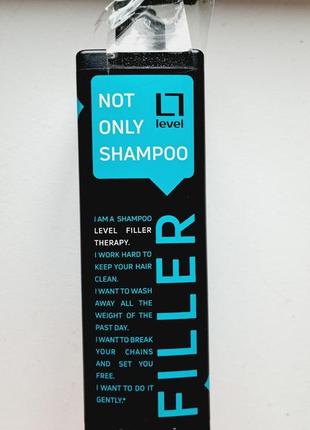 NOT
ONLY
SHAMPOO
level
I AM A SHAMPOO
LEVEL FILLER
THERAPY.
I WORK HARD TO
KEEP YOUR HAIR
CLEAN.
I WANT TO WASH
AWAY ALL THE
WEIGHT OF THE
PAST DAY.
I WANT TO BREAK
YOUR CHAINS
AND SET YOU
FREE.
I WANT TO DO IT
GENTLY.*
FILLER